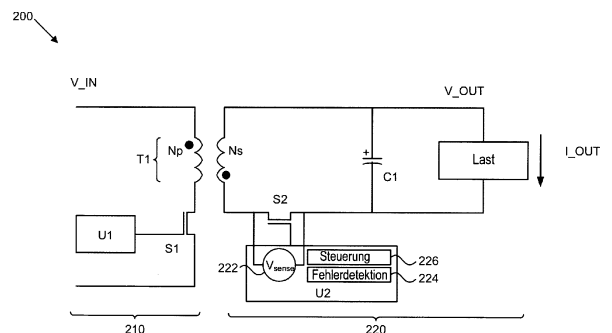 200
V_IN
V_OUT
T1
Np
Ns
+
C1
Last
I_OUT
S2
U1
S1
222
Vsense
Steuerung
226
Fehlerdetektion
224
U2
210
220